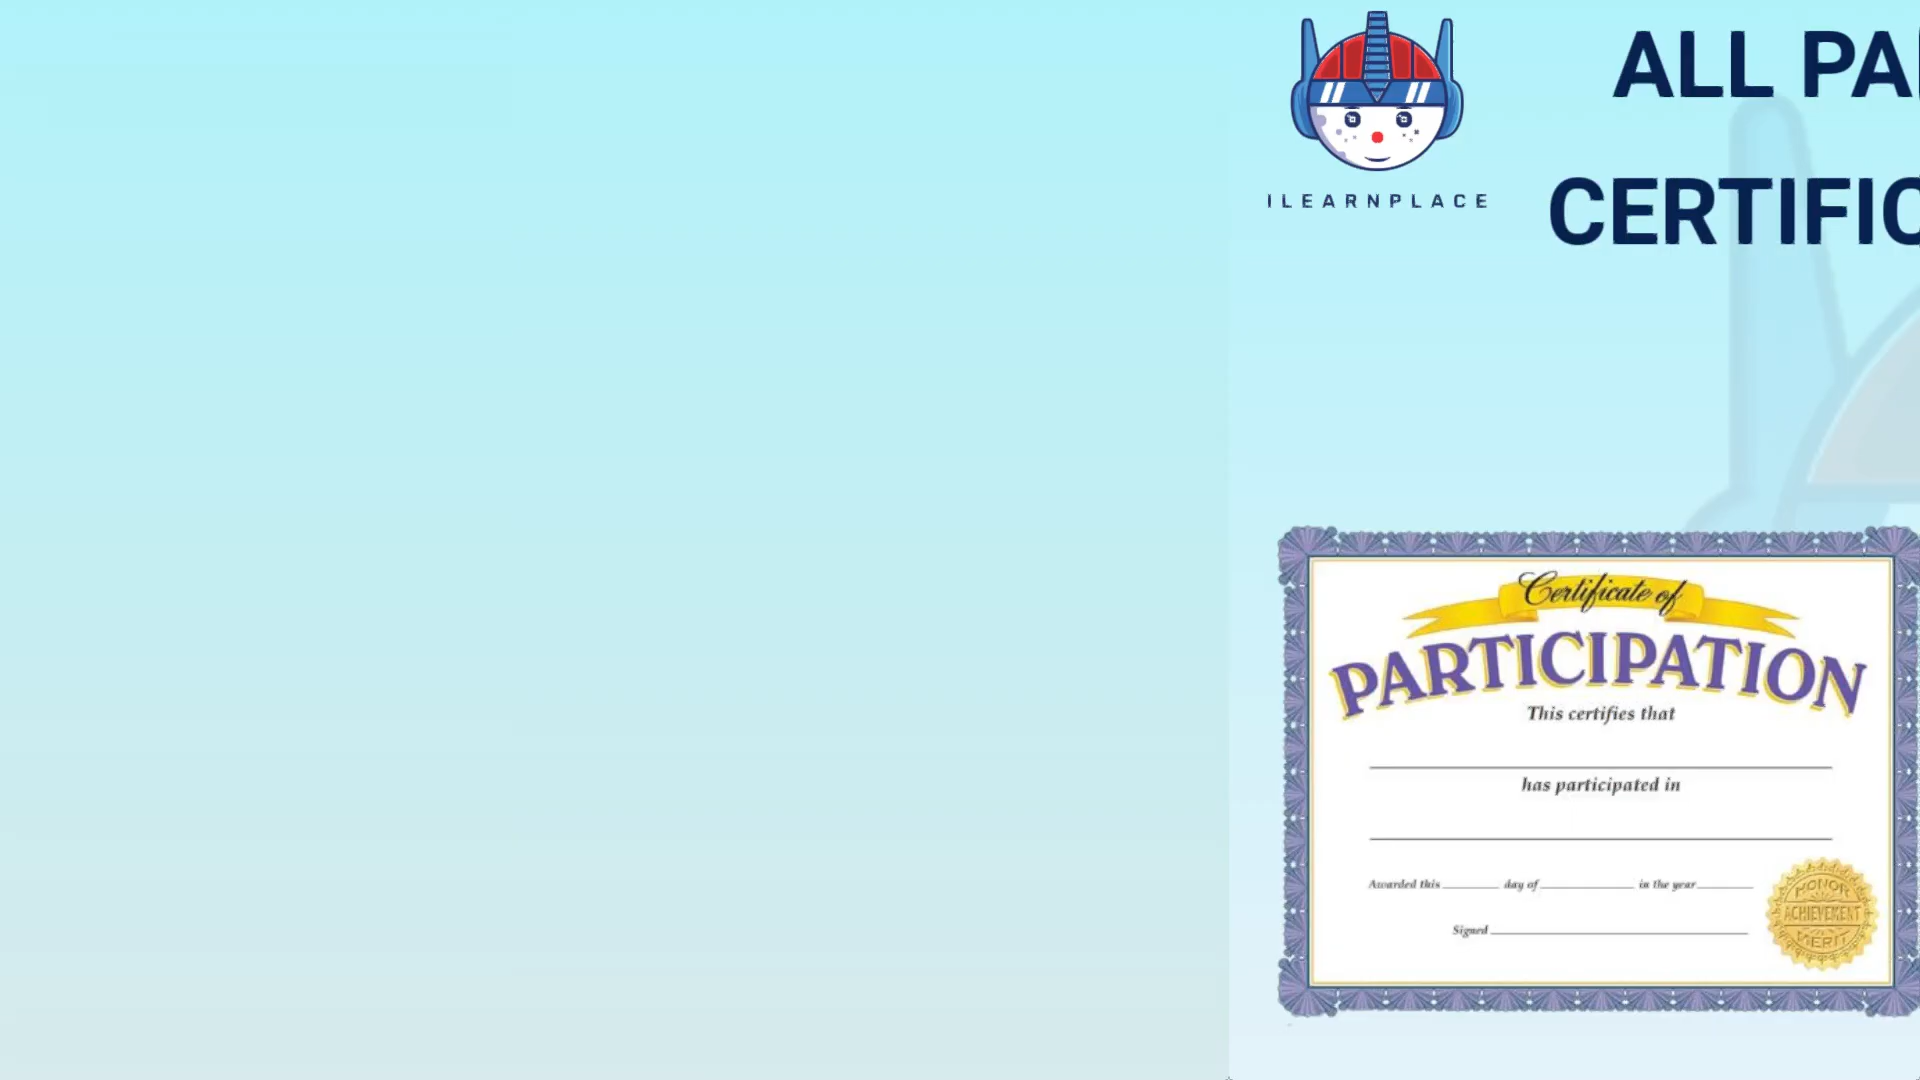 ILEARNPLACE
ALL PA
CERTIFIC
Certificate of
PARTICIPATION
This certifies that
has participated in
Awarded this day of in the year
Signed
HONOR
ACHIEVEMENT
MERIT